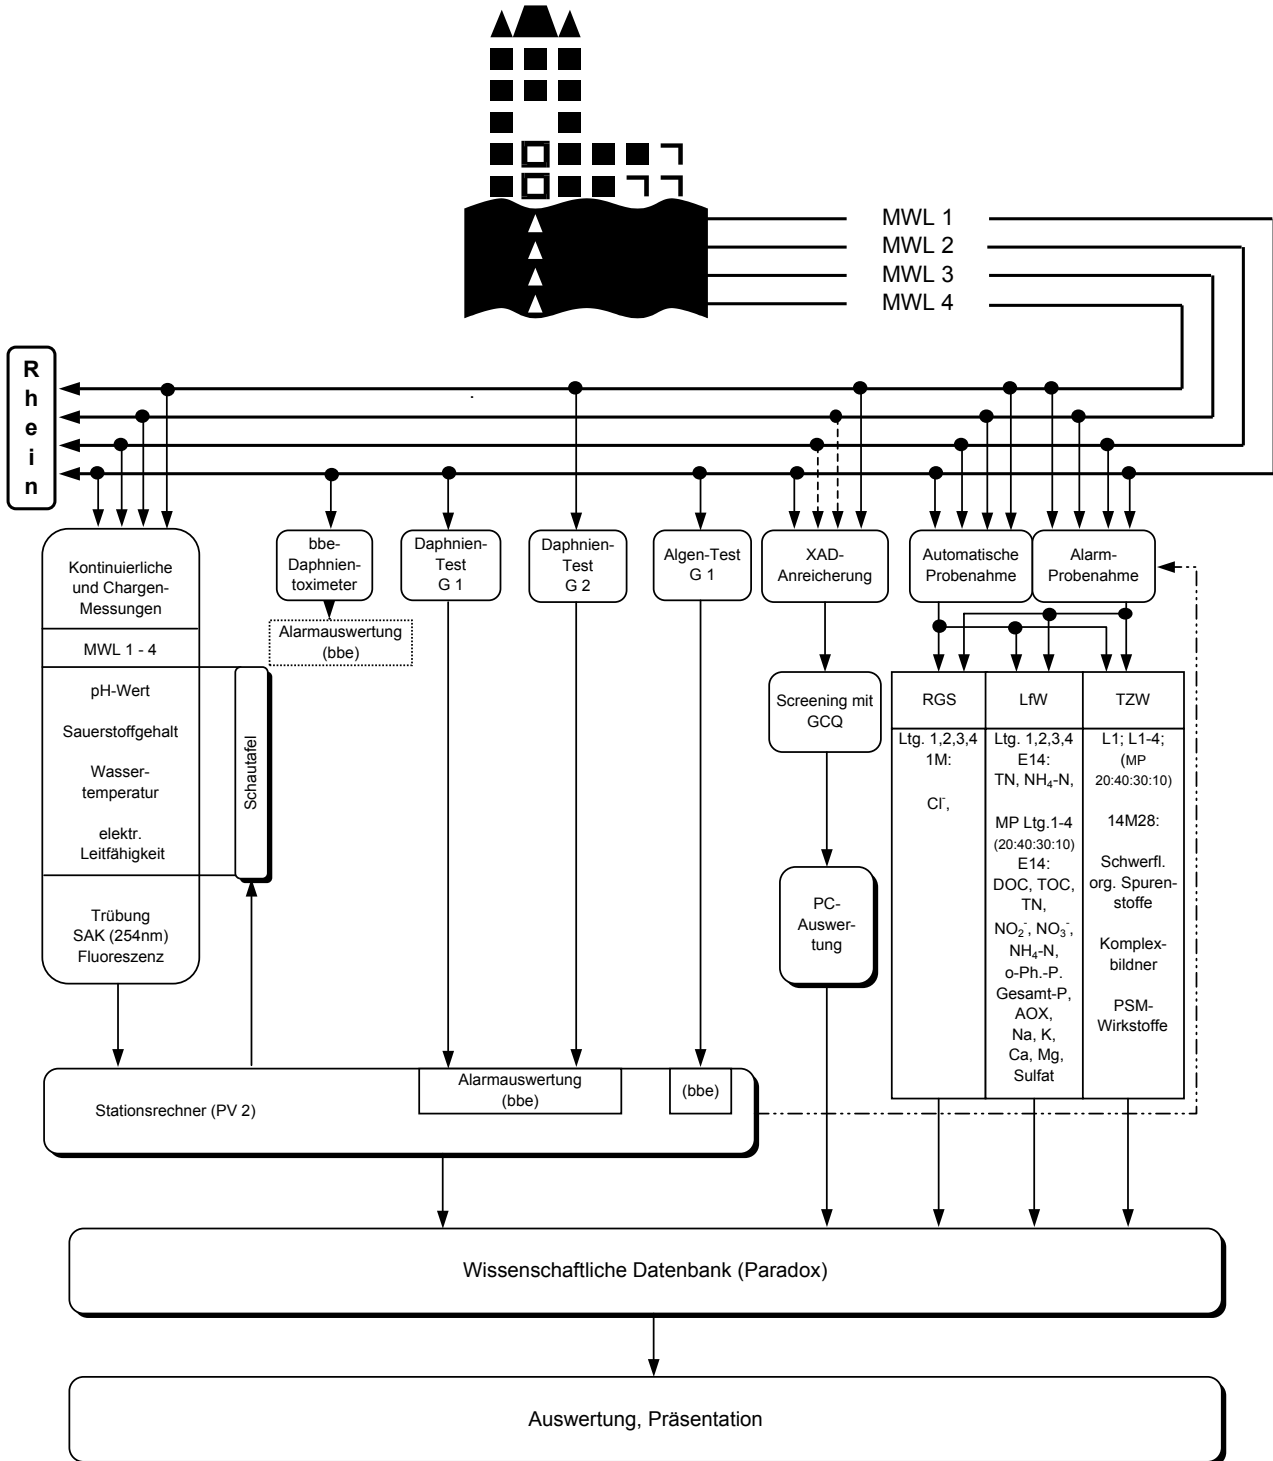 MWL 1
MWL 2
MWL 3
MWL 4
R
h
e
i
n
Kontinuierliche
und Chargen-
Messungen
MWL 1 - 4
pH-Wert
Sauerstoffgehalt
Wasser-
temperatur
elektr.
Leitfähigkeit
Trübung
SAK (254nm)
Fluoreszenz
Schautafel
bbe-
Daphnien-
toximeter
Alarmauswertung
(bbe)
Daphnien-
Test
G 1
Daphnien-
Test
G 2
Algen-Test
G 1
XAD-
Anreicherung
Automatische
Probenahme
Alarm-
Probenahme
Screening mit
GCQ
PC-
Auswer-
tung
RGS
Ltg. 1,2,3,4
1M:
Cl⁻,
LfW
Ltg. 1,2,3,4
E14:
TN, NH₄-N,
MP Ltg.1-4
(20:40:30:10)
E14:
DOC, TOC,
TN,
NO₂⁻, NO₃⁻,
NH₄-N,
o-Ph.-P.
Gesamt-P,
AOX,
Na, K,
Ca, Mg,
Sulfat
TZW
L1; L1-4;
(MP
20:40:30:10)
14M28:
Schwerfl.
org. Spuren-
stoffe
Komplex-
bildner
PSM-
Wirkstoffe
Stationsrechner (PV 2)
Alarmauswertung
(bbe)
(bbe)
Wissenschaftliche Datenbank (Paradox)
Auswertung, Präsentation